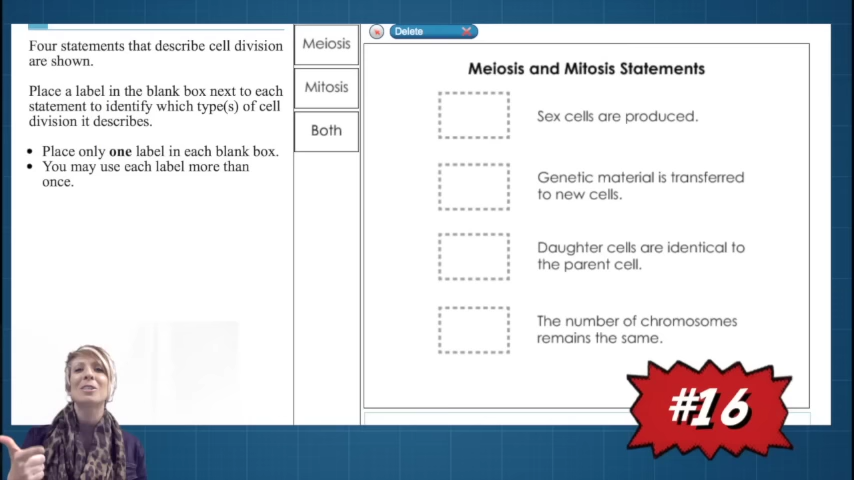 Four statements that describe cell division
are shown.
Place a label in the blank box next to each
statement to identify which type(s) of cell
division it describes.
• Place only one label in each blank box.
• You may use each label more than
once.
Meiosis
Mitosis
Both
Delete
Meiosis and Mitosis Statements
Sex cells are produced.
Genetic material is transferred
to new cells.
Daughter cells are identical to
the parent cell.
The number of chromosomes
remains the same.
#16